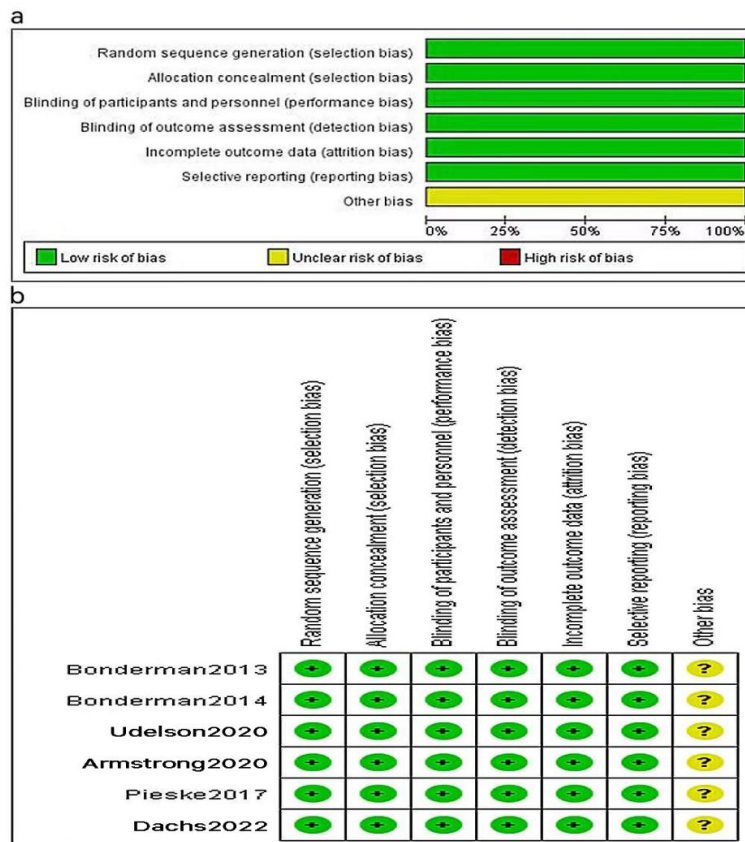 a
Random sequence generation (selection bias)
Allocation concealment (selection bias)
Blinding of participants and personnel (performance bias)
Blinding of outcome assessment (detection bias)
Incomplete outcome data (attrition bias)
Selective reporting (reporting bias)
Other bias
0% 25% 50% 75% 100%
Low risk of bias Unclear risk of bias High risk of bias
b
Random sequence generation (selection bias)
Allocation concealment (selection bias)
Blinding of participants and personnel (performance bias)
Blinding of outcome assessment (detection bias)
Incomplete outcome data (attrition bias)
Selective reporting (reporting bias)
Other bias
Bonderman2013 + + + + + + ?
Bonderman2014 + + + + + + ?
Udelson2020 + + + + + + ?
Armstrong2020 + + + + + + ?
Pieske2017 + + + + + + ?
Dachs2022 + + + + + + ?